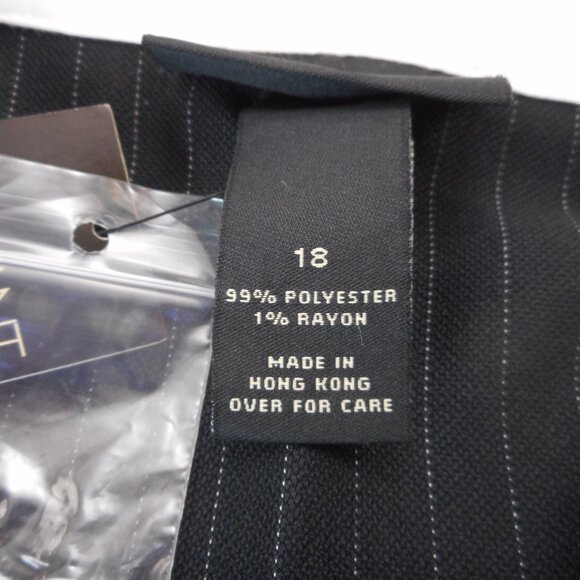 18
99% POLYESTER
1% RAYON
MADE IN
HONG KONG
OVER FOR CARE